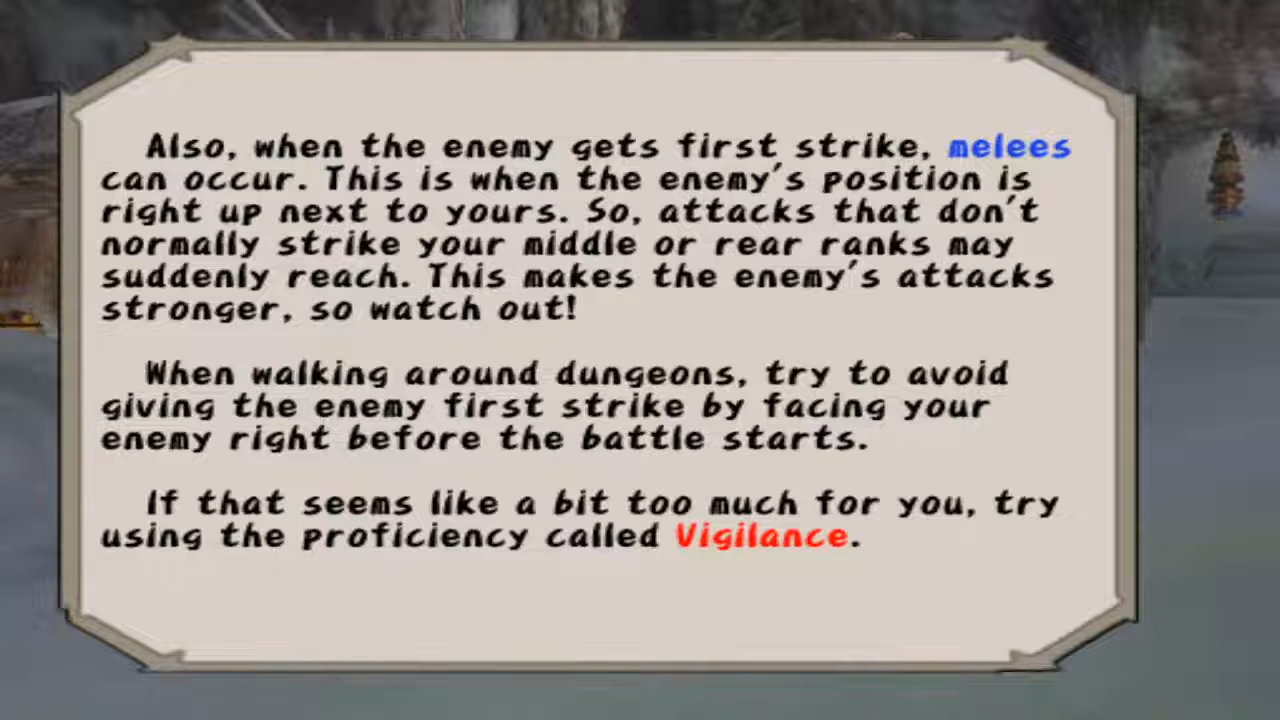 Also, when the enemy gets first strike, melees
can occur. This is when the enemy's position is
right up next to yours. So, attacks that don't
normally strike your middle or rear ranks may
suddenly reach. This makes the enemy's attacks
stronger, so watch out!
When walking around dungeons, try to avoid
giving the enemy first strike by facing your
enemy right before the battle starts.
If that seems like a bit too much for you, try
using the proficiency called Vigilance.